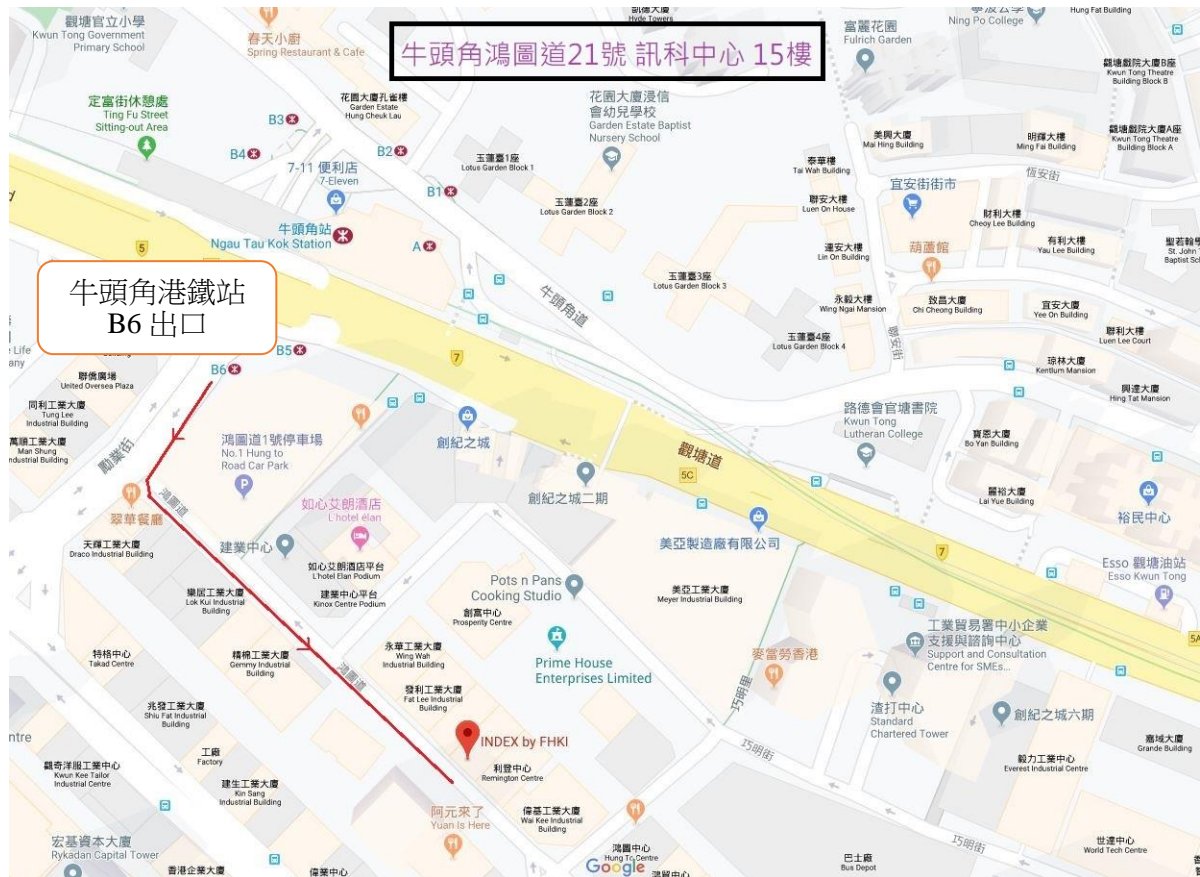 觀塘官立小學
Kwun Tong Government
Primary School
春天小廚
Spring Restaurant & Cafe
凱德大廈
Hyde Towers
富麗花園
Fulrich Garden
Ning Po College
Hung Fat Building
牛頭角鴻圖道21號 訊科中心 15樓
觀塘戲院大廈B座
Kwun Tong Theatre
Building Block B
定富街休憩處
Ting Fu Street
Sitting-out Area
花園大廈孔雀樓
Garden Estate
Hung Cheuk Lau
花園大廈浸信
會幼兒學校
Garden Estate Baptist
Nursery School
B3
B4
B2
B1
A
7-11 便利店
7-Eleven
玉蓮臺1座
Lotus Garden Block 1
玉蓮臺2座
Lotus Garden Block 2
美興大廈
Mai Hing Building
明輝大樓
Ming Fai Building
觀塘戲院大廈A座
Kwun Tong Theatre
Building Block A
泰華樓
Tai Wah Building
恆安街
聯安大樓
Luen On House
宜安街街市
財利大樓
Cheoy Lee Building
牛頭角站
Ngau Tau Kok Station
連安大樓
Lin On Building
葫蘆館
有利大樓
Yau Lee Building
St. John
Baptist Sc
5
牛頭角港鐵站
B6 出口
玉蓮臺3座
Lotus Garden Block 3
牛頭角道
永毅大樓
Wing Ngai Mansion
致昌大廈
Chi Cheong Building
宜安大廈
Yee On Building
玉蓮臺4座
Lotus Garden Block 4
聯安街
聯利大樓
Luen Lee Court
Building
B5
B6
7
瓊林大樓
Kentlum Mansion
聯僑廣場
United Oversea Plaza
興達大樓
Hing Tat Mansion
同利工業大廈
Tung Lee
Industrial Building
萬順工業大廈
Man Shung
Industrial Building
勵業街
鴻圖道1號停車場
No.1 Hung to
Road Car Park
創紀之城
路德會官塘書院
Kwun Tong
Lutheran College
寶恩大廈
Bo Yan Building
觀塘道
5C
創紀之城二期
麗裕大廈
Lai Yue Building
裕民中心
翠華餐廳
鴻圖道
如心艾朗酒店
L'hotel élan
美亞製造廠有限公司
天輝工業大廈
Draco Industrial Building
建業中心
如心艾朗酒店平台
L'hotel Elan Podium
建業中心平台
Kinox Centre Podium
7
Esso 觀塘油站
Esso Kwun Tong
樂居工業大廈
Lok Kui Industrial
Building
Pots n Pans
Cooking Studio
美亞工業大廈
Meyer Industrial Building
創富中心
Prosperity Centre
工業貿易署中小企業
支援與諮詢中心
Support and Consultation
Centre for SMEs...
5A
特格中心
Takad Centre
精棉工業大廈
Gemmy Industrial
Building
永華工業大廈
Wing Wah
Industrial Building
Prime House
Enterprises Limited
麥當勞香港
鴻圖道
發利工業大廈
Fat Lee Industrial
Building
巧明里
渣打中心
Standard
Chartered Tower
創紀之城六期
兆發工業大廈
Shiu Fat Industrial
Building
INDEX by FHKI
巧明街
嘉域大廈
Grande Building
工廠
Factory
利登中心
Remington Centre
毅力工業中心
Everest Industrial Centre
觀奇洋服工業中心
Kwun Kee Tailor
Industrial Centre
建生工業大廈
Kin Sang
Industrial Building
阿元來了
Yuan Is Here
偉基工業大廈
Wai Kee Industrial
Building
宏基資本大廈
Rykadan Capital Tower
香港企業大廈
偉業中心
鴻圖中心
Hung To Centre
Google
鴻貿中心
巴士廠
Bus Depot
巧明街
世達中心
World Tech Centre